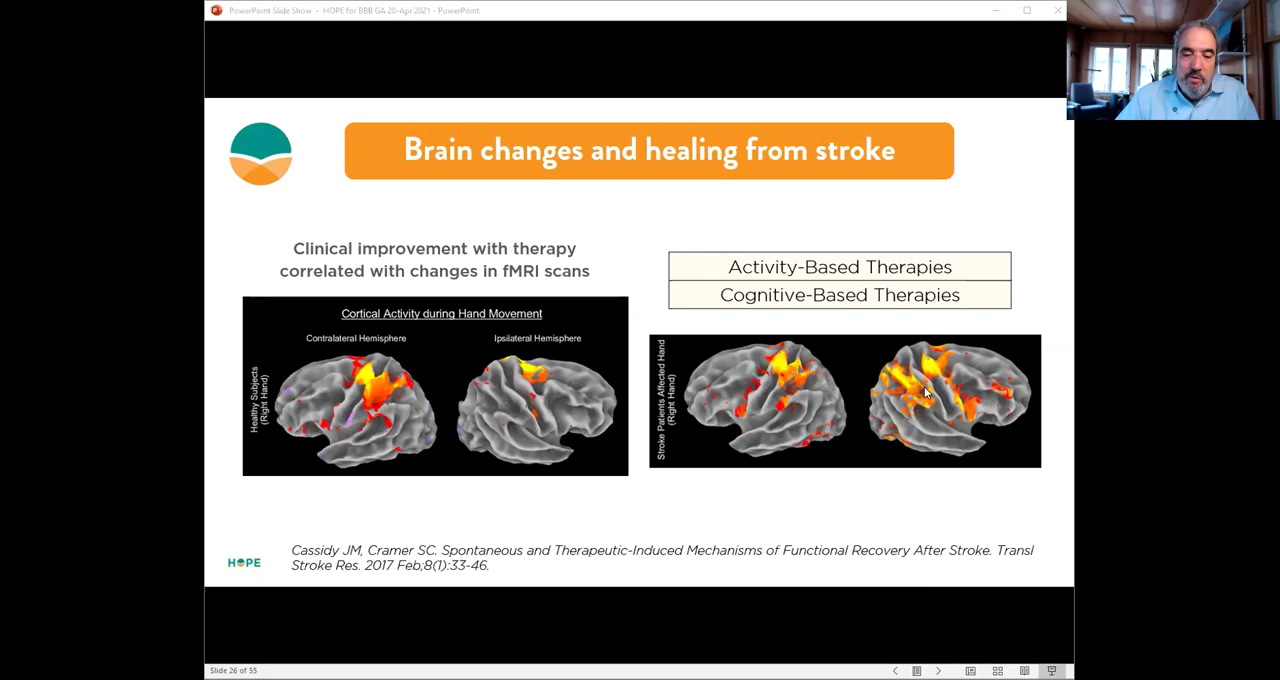 PowerPoint Slide Show - HOPE for BBB GA 20-Apr 2021 - PowerPoint
Brain changes and healing from stroke
Clinical improvement with therapy
correlated with changes in fMRI scans
Cortical Activity during Hand Movement
Contralateral Hemisphere
Ipsilateral Hemisphere
Healthy Subjects
(Right Hand)
Activity-Based Therapies
Cognitive-Based Therapies
Stroke Patients Affected Hand
(Right Hand)
HOPE
Cassidy JM, Cramer SC. Spontaneous and Therapeutic-Induced Mechanisms of Functional Recovery After Stroke. Transl
Stroke Res. 2017 Feb;8(1):33-46.
Slide 26 of 55